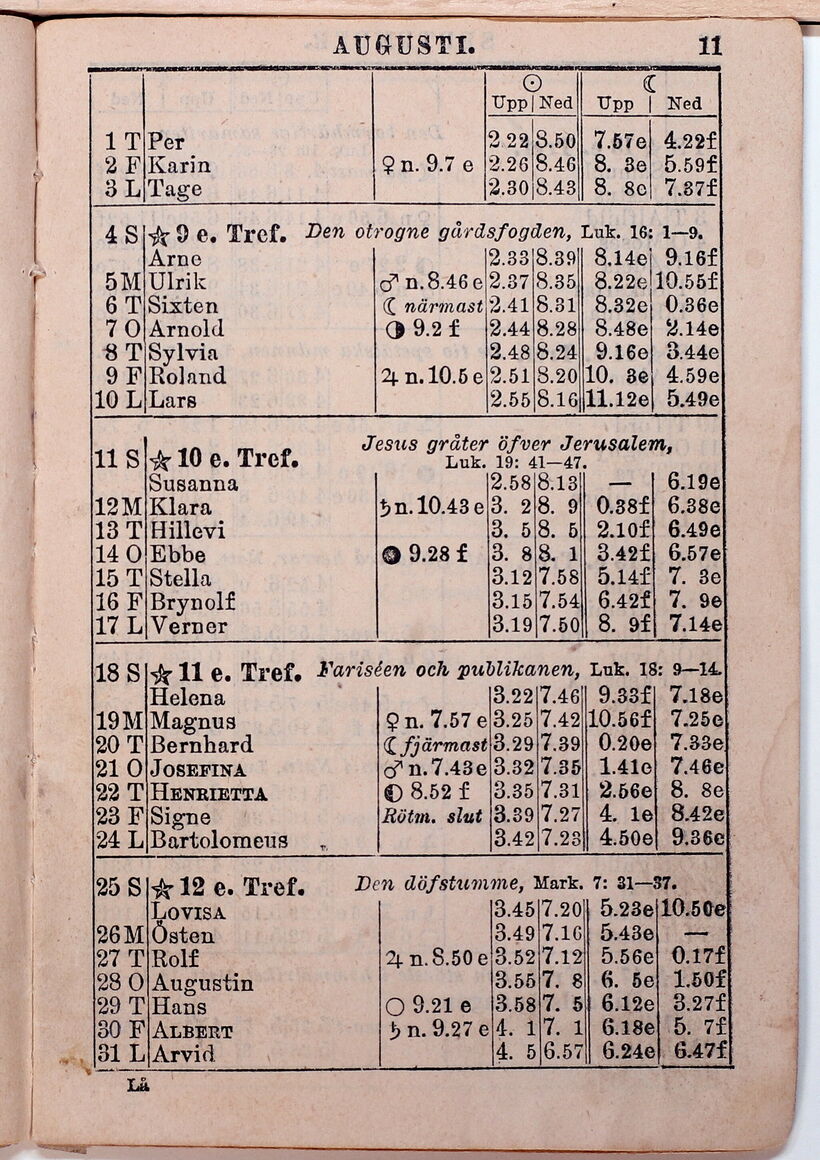 AUGUSTI. 11
☉ ☾
Upp Ned Upp Ned
1 T Per 2.22 8.50 7.57e 4.22f
2 F Karin ♀ n. 9.7 e 2.26 8.46 8. 3e 5.59f
3 L Tage 2.30 8.43 8. 8e 7.37f
4 S ☆ 9 e. Tref. Den otrogne gårdsfogden, Luk. 16: 1—9.
Arne 2.33 8.39 8.14e 9.16f
5 M Ulrik ♂ n. 8.46 e 2.37 8.35 8.22e 10.55f
6 T Sixten ☾ närmast 2.41 8.31 8.32e 0.36e
7 O Arnold ◑ 9.2 f 2.44 8.28 8.48e 2.14e
8 T Sylvia 2.48 8.24 9.16e 3.44e
9 F Roland ♃ n. 10.5 e 2.51 8.20 10. 3e 4.59e
10 L Lars 2.55 8.16 11.12e 5.49e
Jesus gråter öfver Jerusalem,
11 S ☆ 10 e. Tref. Luk. 19: 41—47.
Susanna 2.58 8.13 — 6.19e
12 M Klara ♄ n. 10.43 e 3. 2 8. 9 0.38f 6.38e
13 T Hillevi 3. 5 8. 5 2.10f 6.49e
14 O Ebbe ● 9.28 f 3. 8 8. 1 3.42f 6.57e
15 T Stella 3.12 7.58 5.14f 7. 3e
16 F Brynolf 3.15 7.54 6.42f 7. 9e
17 L Verner 3.19 7.50 8. 9f 7.14e
18 S ☆ 11 e. Tref. Fariséen och publikanen, Luk. 18: 9—14.
Helena 3.22 7.46 9.33f 7.18e
19 M Magnus ♀ n. 7.57 e 3.25 7.42 10.56f 7.25e
20 T Bernhard ☾ fjärmast 3.29 7.39 0.20e 7.33e
21 O JOSEFINA ♂ n. 7.43 e 3.32 7.35 1.41e 7.46e
22 T HENRIETTA ◐ 8.52 f 3.35 7.31 2.56e 8. 8e
23 F Signe Rötm. slut 3.39 7.27 4. 1e 8.42e
24 L Bartolomeus 3.42 7.23 4.50e 9.36e
25 S ☆ 12 e. Tref. Den döfstumme, Mark. 7: 31—37.
LOVISA 3.45 7.20 5.23e 10.50e
26 M Östen 3.49 7.16 5.43e —
27 T Rolf ♃ n. 8.50 e 3.52 7.12 5.56e 0.17f
28 O Augustin 3.55 7. 8 6. 5e 1.50f
29 T Hans ○ 9.21 e 3.58 7. 5 6.12e 3.27f
30 F ALBERT ♄ n. 9.27 e 4. 1 7. 1 6.18e 5. 7f
31 L Arvid 4. 5 6.57 6.24e 6.47f
Lå